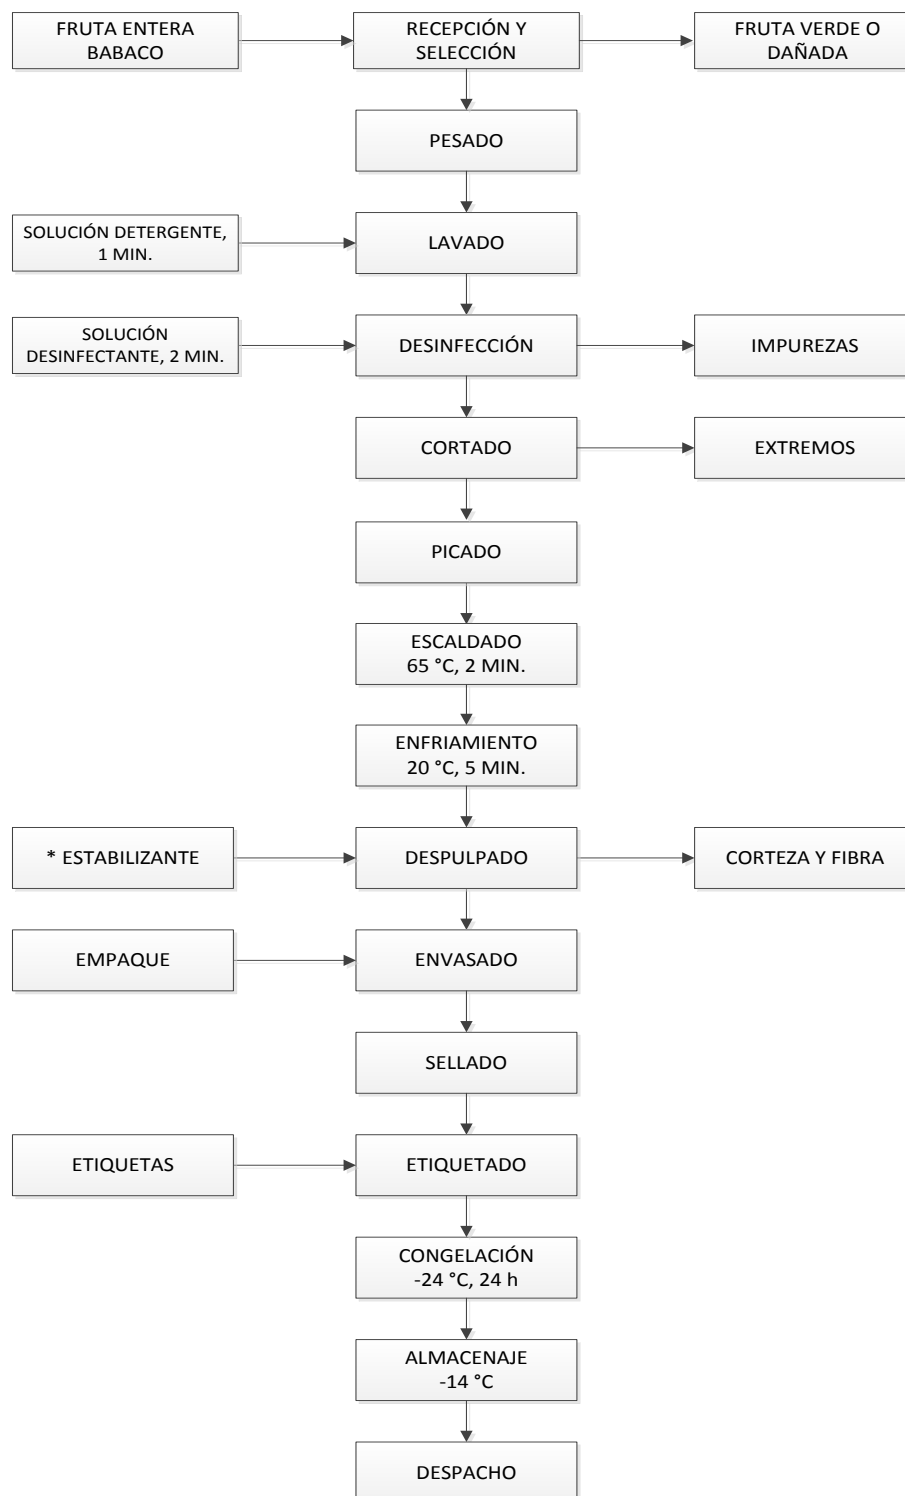 FRUTA ENTERA
BABACO
RECEPCIÓN Y
SELECCIÓN
FRUTA VERDE O
DAÑADA
PESADO
SOLUCIÓN DETERGENTE,
1 MIN.
LAVADO
SOLUCIÓN
DESINFECTANTE, 2 MIN.
DESINFECCIÓN
IMPUREZAS
CORTADO
EXTREMOS
PICADO
ESCALDADO
65 °C, 2 MIN.
ENFRIAMIENTO
20 °C, 5 MIN.
* ESTABILIZANTE
DESPULPADO
CORTEZA Y FIBRA
EMPAQUE
ENVASADO
SELLADO
ETIQUETAS
ETIQUETADO
CONGELACIÓN
-24 °C, 24 h
ALMACENAJE
-14 °C
DESPACHO